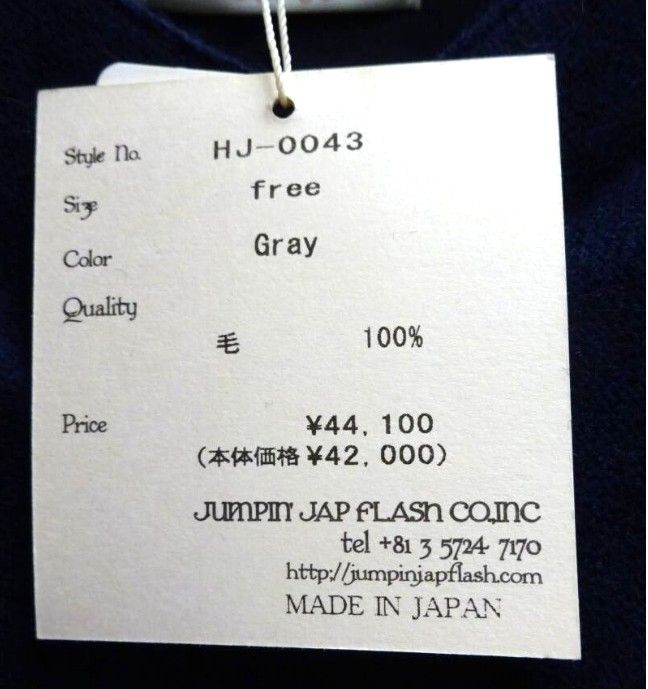 Style No. HJ-0043
Size free
Color Gray
Quality
毛 100%
Price ¥44,100
(本体価格¥42,000)
JUMPIN' JAP FLASH CO,INC
tel +81 3 5724 7170
http://jumpinjapflash.com
MADE IN JAPAN